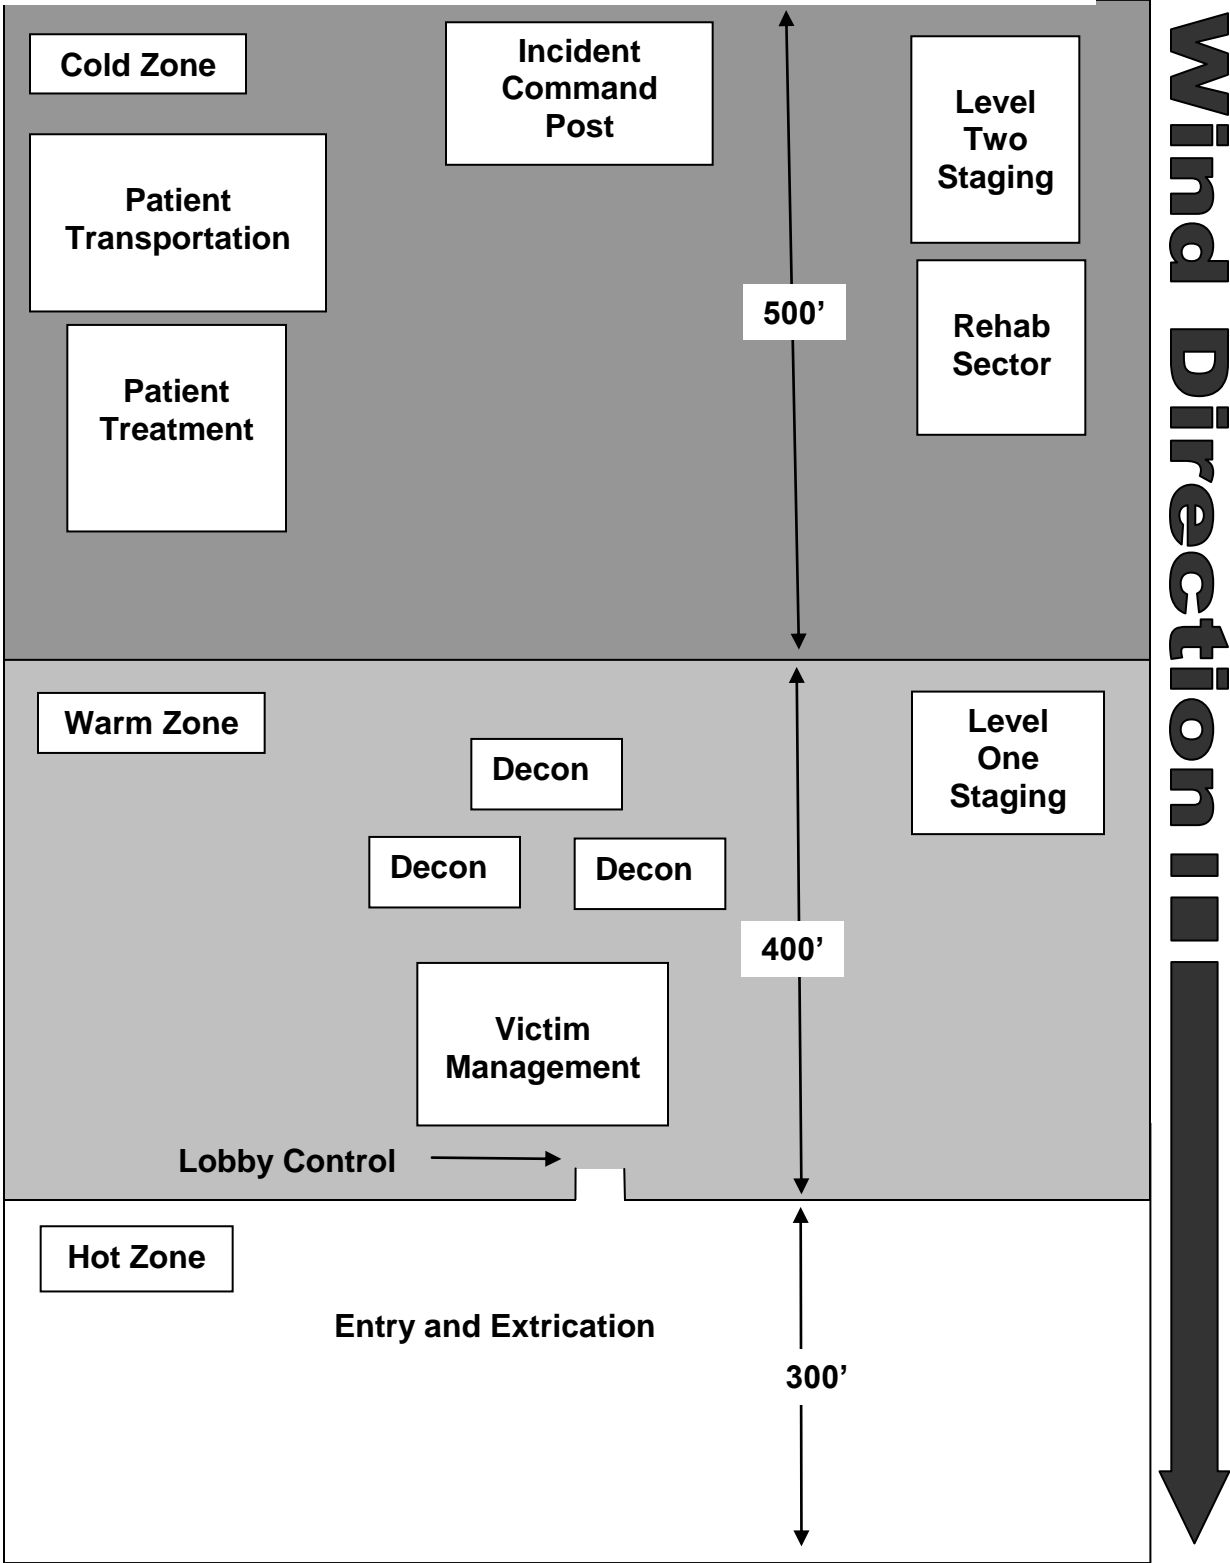 Cold Zone
Incident
Command
Post
Level
Two
Staging
Patient
Transportation
500’
Rehab
Sector
Patient
Treatment
Warm Zone
Level
One
Staging
Decon
Decon
Decon
400’
Victim
Management
Lobby Control
Hot Zone
Entry and Extrication
300’
Wind Direction